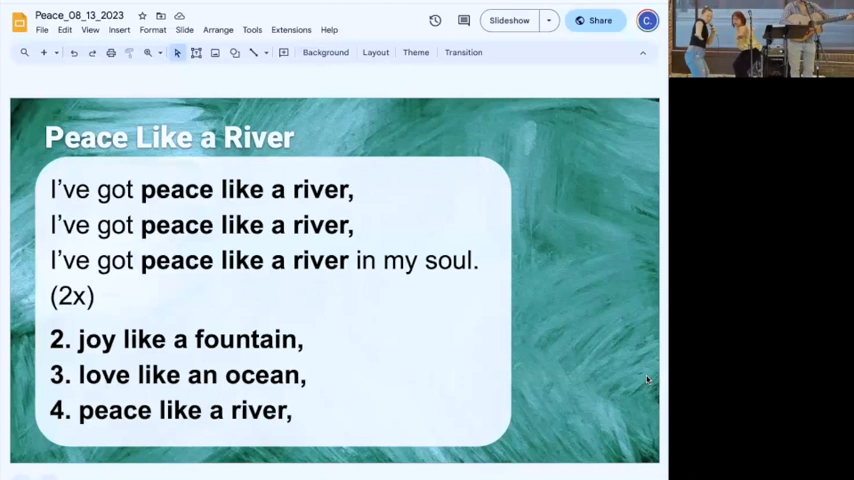 Peace_08_13_2023
File Edit View Insert Format Slide Arrange Tools Extensions Help
Slideshow
Share
C.
Background Layout Theme Transition
Peace Like a River
I’ve got peace like a river,
I’ve got peace like a river,
I’ve got peace like a river in my soul.
(2x)
2. joy like a fountain,
3. love like an ocean,
4. peace like a river,